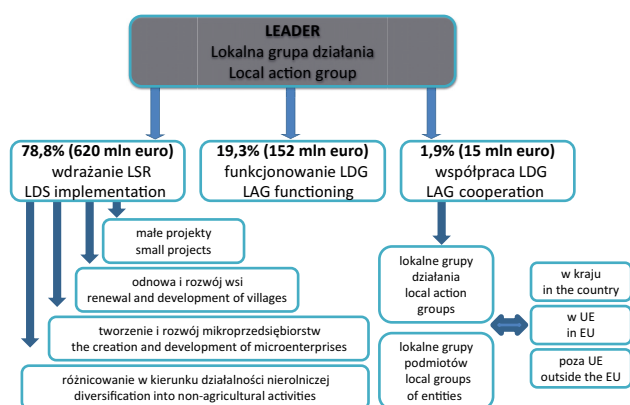 LEADER
Lokalna grupa działania
Local action group
78,8% (620 mln euro)
wdrażanie LSR
LDS implementation
19,3% (152 mln euro)
funkcjonowanie LDG
LAG functioning
1,9% (15 mln euro)
współpraca LDG
LAG cooperation
małe projekty
small projects
odnowa i rozwój wsi
renewal and development of villages
tworzenie i rozwój mikroprzedsiębiorstw
the creation and development of microenterprises
różnicowanie w kierunku działalności nierolniczej
diversification into non-agricultural activities
lokalne grupy
działania
local action
groups
lokalne grupy
podmiotów
local groups
of entities
w kraju
in the country
w UE
in EU
poza UE
outside the EU